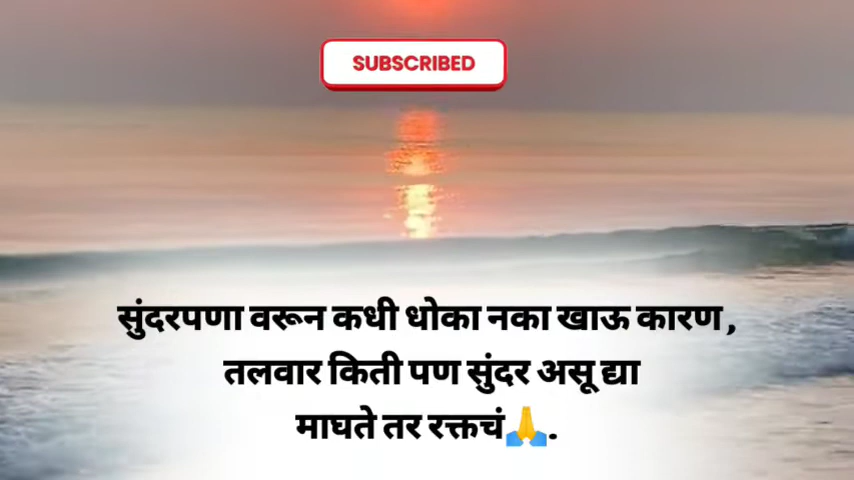 SUBSCRIBED
सुंदरपणा वरून कधी धोका नका खाऊ कारण,
तलवार किती पण सुंदर असू द्या
माघते तर रक्तचं🙏.